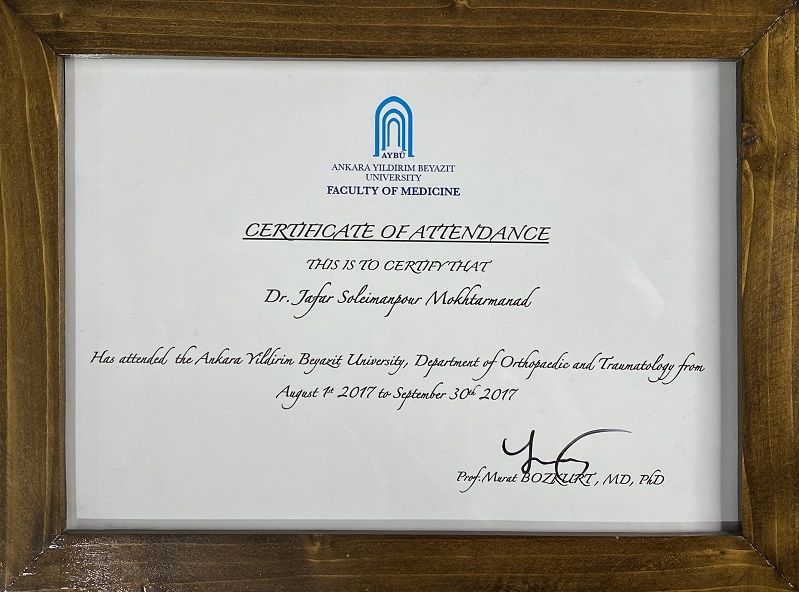 AYBÜ
ANKARA YILDIRIM BEYAZIT
UNIVERSITY
FACULTY OF MEDICINE
CERTIFICATE OF ATTENDANCE
THIS IS TO CERTIFY THAT
Dr. Jafar Soleimanpour Mokhtarmanad
Has attended the Ankara Yildirim Beyazit University, Department of Orthopaedic and Traumatology from
August 1st 2017 to September 30th 2017
Prof. Murat BOZKURT, MD, PhD